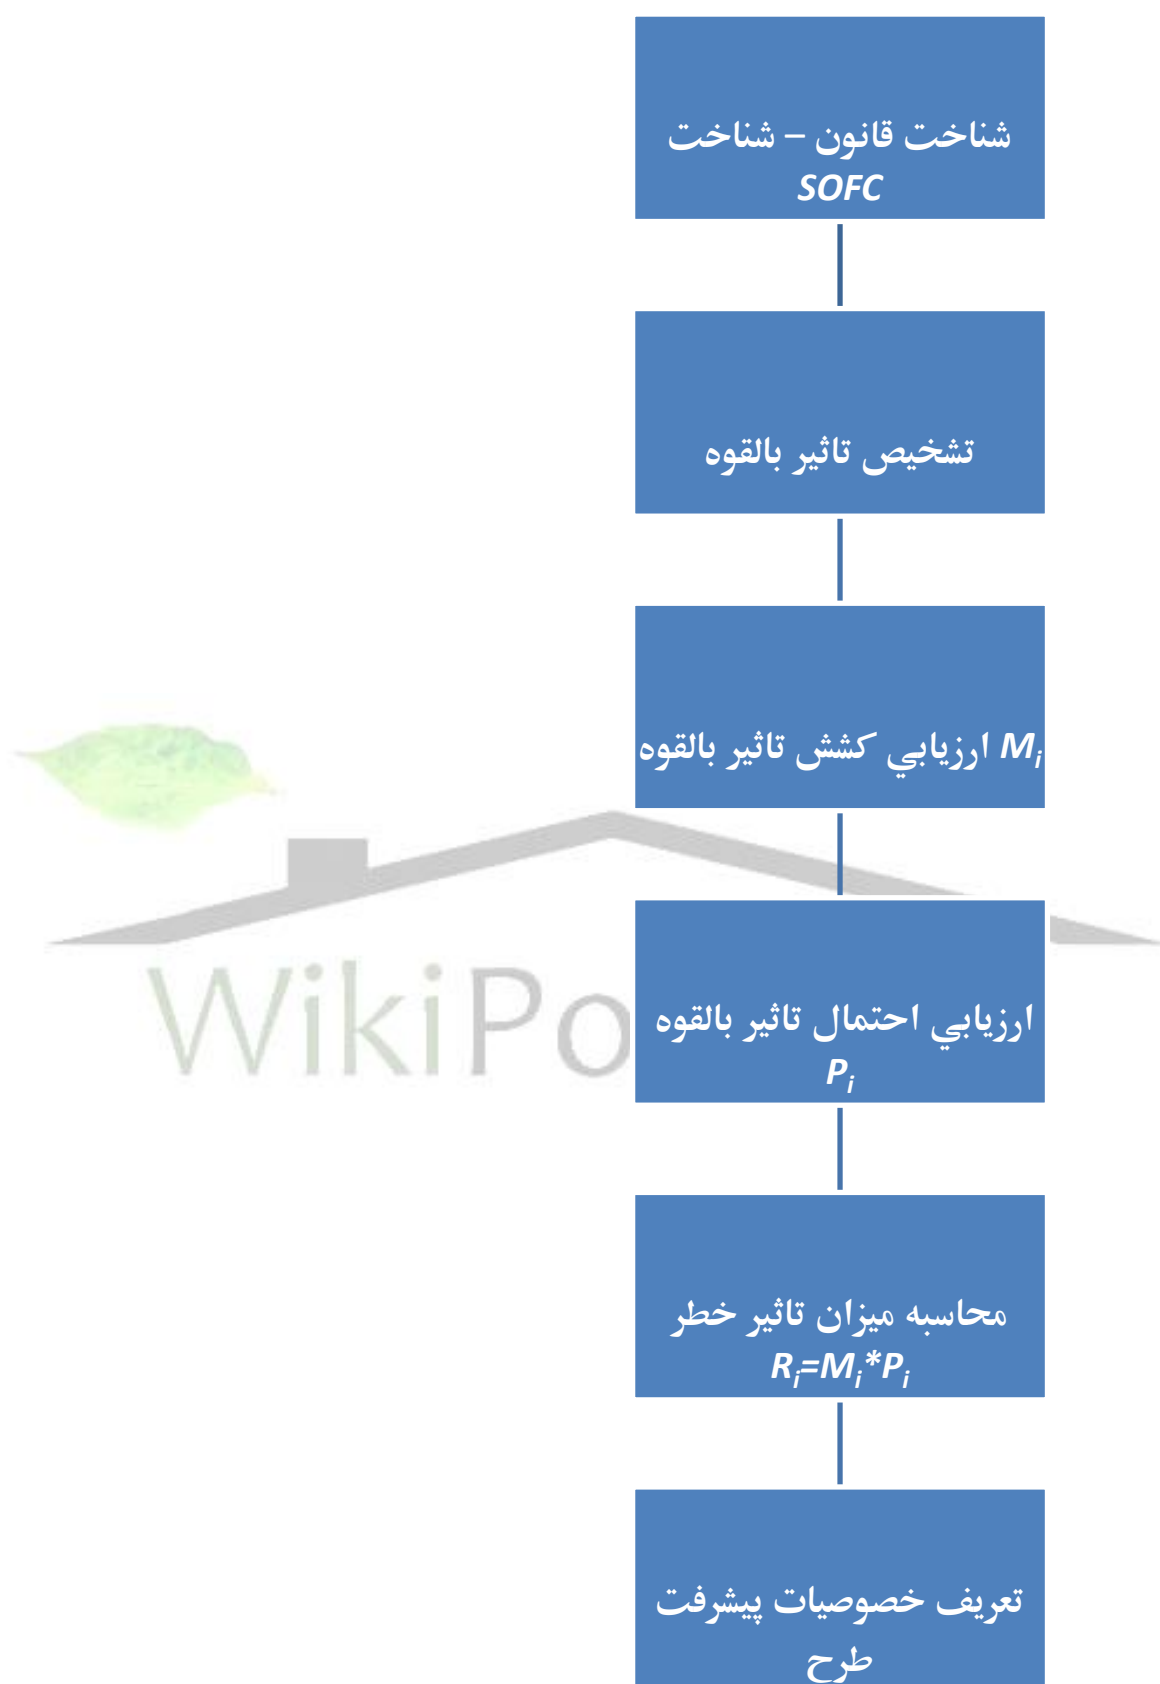 شناخت قانون – شناخت
SOFC
تشخيص تاثير بالقوه
Mi ارزيابي كشش تاثير بالقوه
WikiPo
ارزيابي احتمال تاثير بالقوه
Pi
محاسبه ميزان تاثير خطر
Ri=Mi*Pi
تعريف خصوصيات پيشرفت
طرح